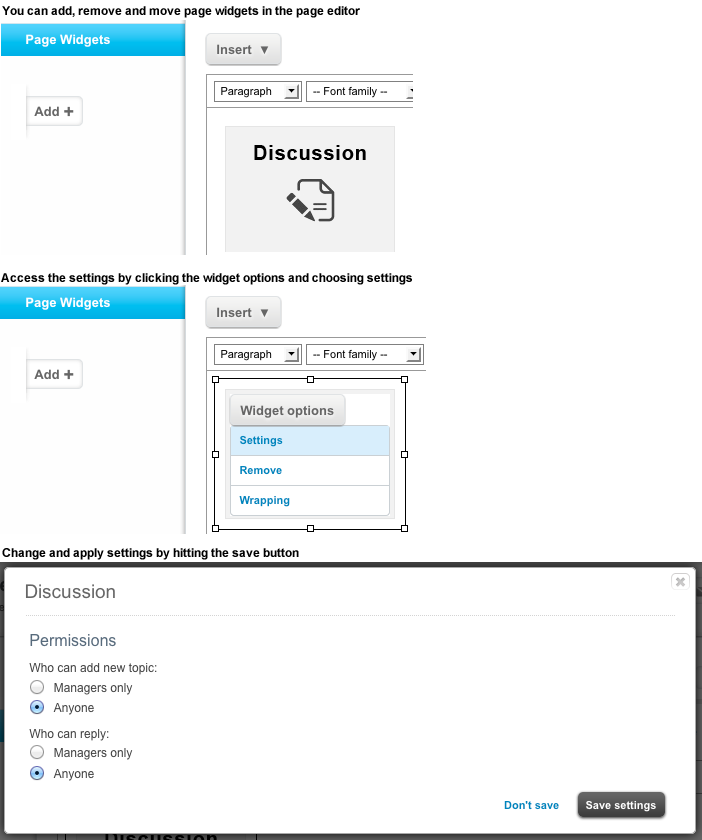 You can add, remove and move page widgets in the page editor
Page Widgets
Insert ▼
Add +
Paragraph
-- Font family --
Discussion
Access the settings by clicking the widget options and choosing settings
Page Widgets
Insert ▼
Add +
Paragraph
-- Font family --
Widget options
Settings
Remove
Wrapping
Change and apply settings by hitting the save button
Discussion
Permissions
Who can add new topic:
Managers only
Anyone
Who can reply:
Managers only
Anyone
Don't save
Save settings
Discussion